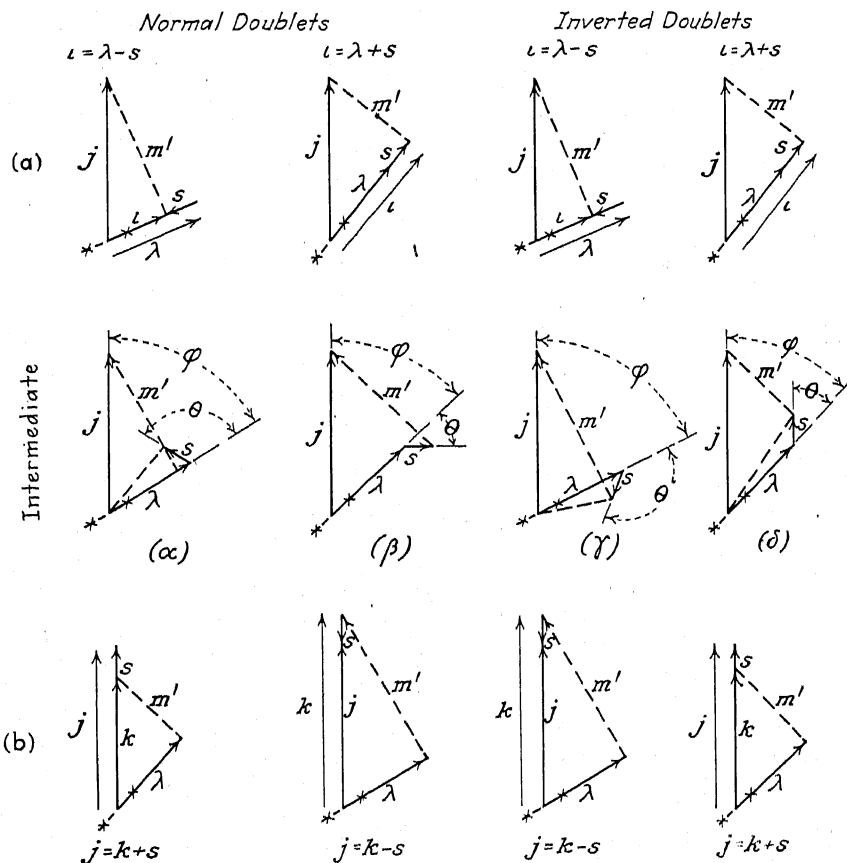 Normal Doublets Inverted Doublets
ι=λ-s ι=λ+s ι=λ-s ι=λ+s
(a) j m' ι s λ j m' s λ ι j m' ι s λ j m' s λ ι
Intermediate
j m' φ θ s λ j m' φ θ s λ j m' φ θ s λ j m' φ θ s λ
(α) (β) (γ) (δ)
(b) j k s m' λ k j s m' λ k j s m' λ j k s m' λ
j=k+s j=k-s j=k-s j=k+s